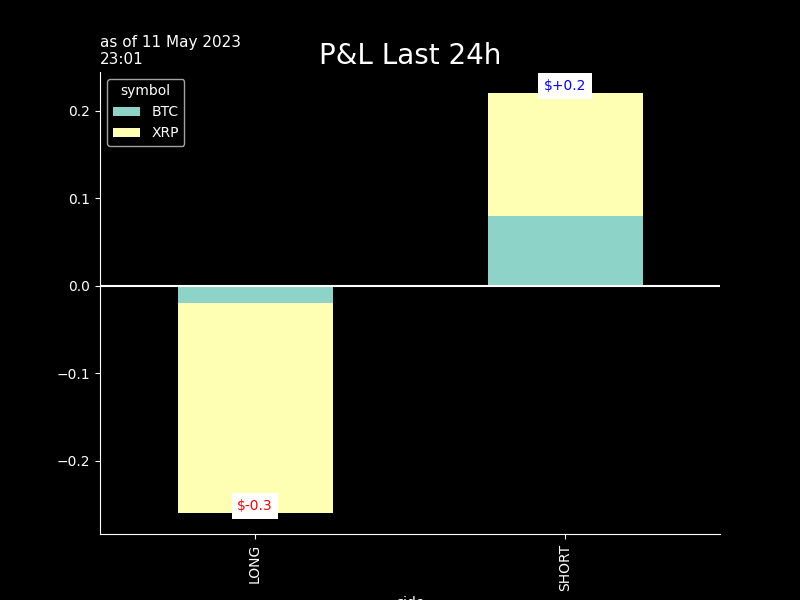 as of 11 May 2023
23:01
P&L Last 24h
symbol
BTC
XRP
$+0.2
0.2
0.1
0.0
−0.1
−0.2
$-0.3
LONG
SHORT